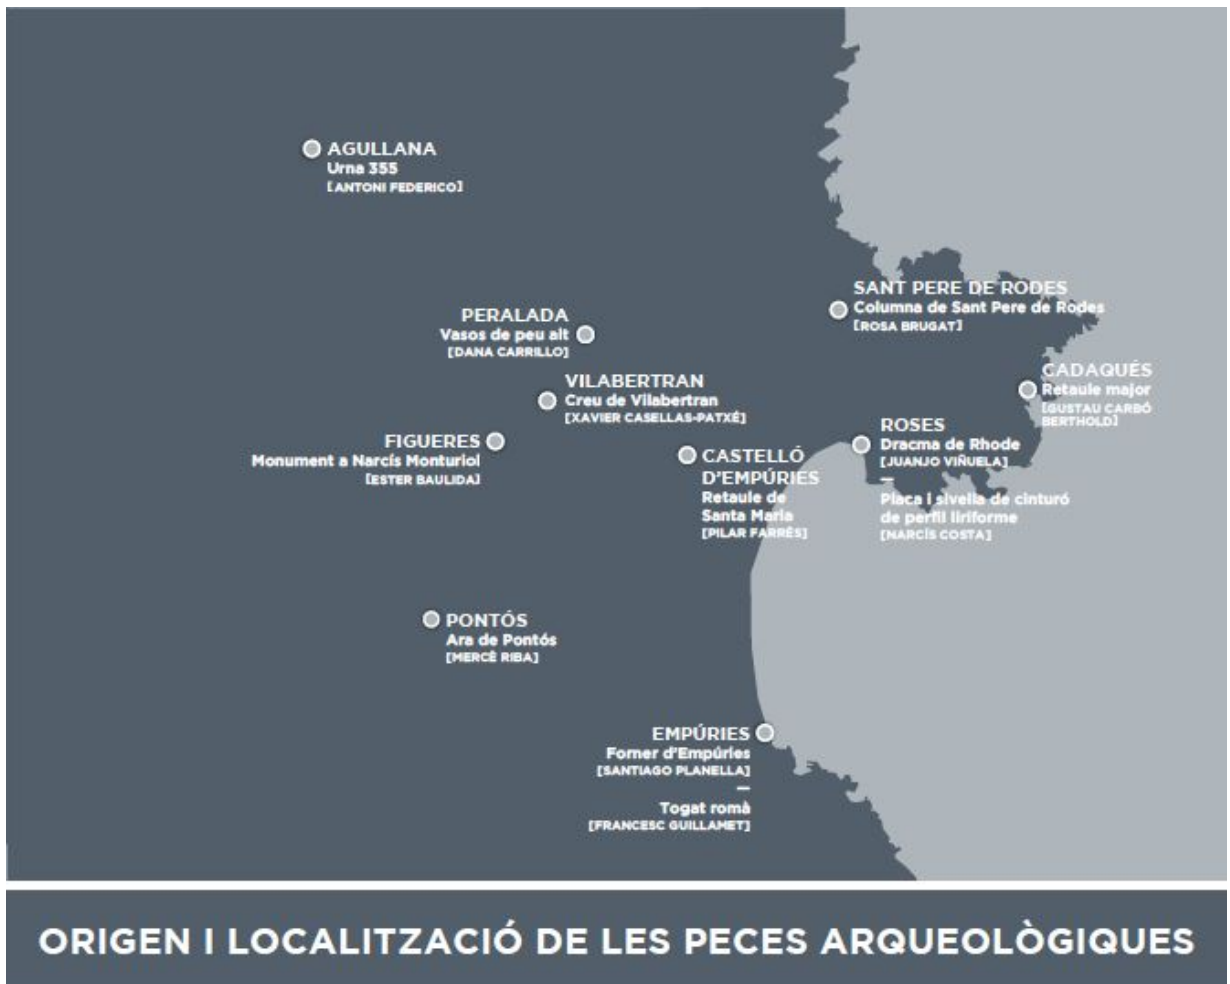 AGULLANA
Urna 355
[ANTONI FEDERICO]
SANT PERE DE RODES
Columna de Sant Pere de Rodes
[ROSA BRUGAT]
PERALADA
Vasos de peu alt
[DANA CARRILLO]
VILABERTRAN
Creu de Vilabertran
[XAVIER CASELLAS-PATXÉ]
CADAQUÉS
Retaule major
[GUSTAU CARBÓ
BERTHOLD]
FIGUERES
Monument a Narcís Monturiol
[ESTER BAULIDA]
CASTELLÓ
D'EMPÚRIES
Retaule de
Santa Maria
[PILAR FARRÉS]
ROSES
Dracma de Rhode
[JUANJO VIÑUELA]
—
Placa i sivella de cinturó
de perfil liriforme
[NARCÍS COSTA]
PONTÓS
Ara de Pontós
[MERCÈ RIBA]
EMPÚRIES
Forner d'Empúries
[SANTIAGO PLANELLA]
—
Togat romà
[FRANCESC GUILLAMET]
ORIGEN I LOCALITZACIÓ DE LES PECES ARQUEOLÒGIQUES